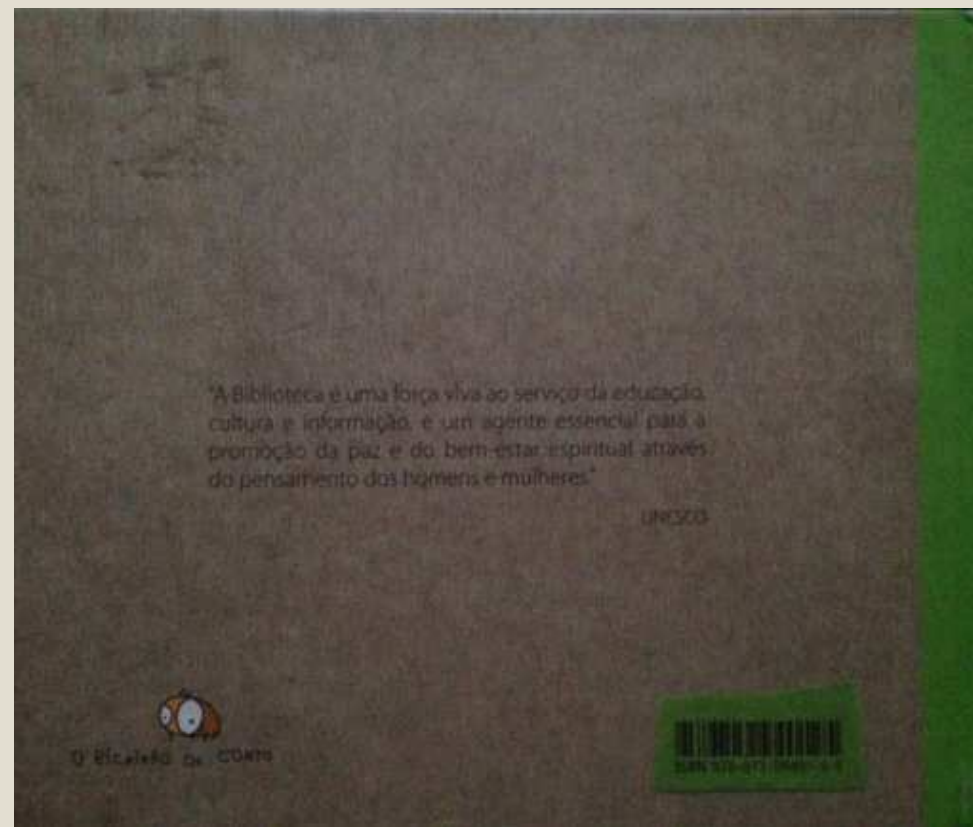 "A Biblioteca é uma força viva ao serviço da educação,
cultura e informação, e um agente essencial para a
promoção da paz e do bem-estar espiritual através
do pensamento dos homens e mulheres"
UNESCO
O Bichinho de CONTO
ISBN